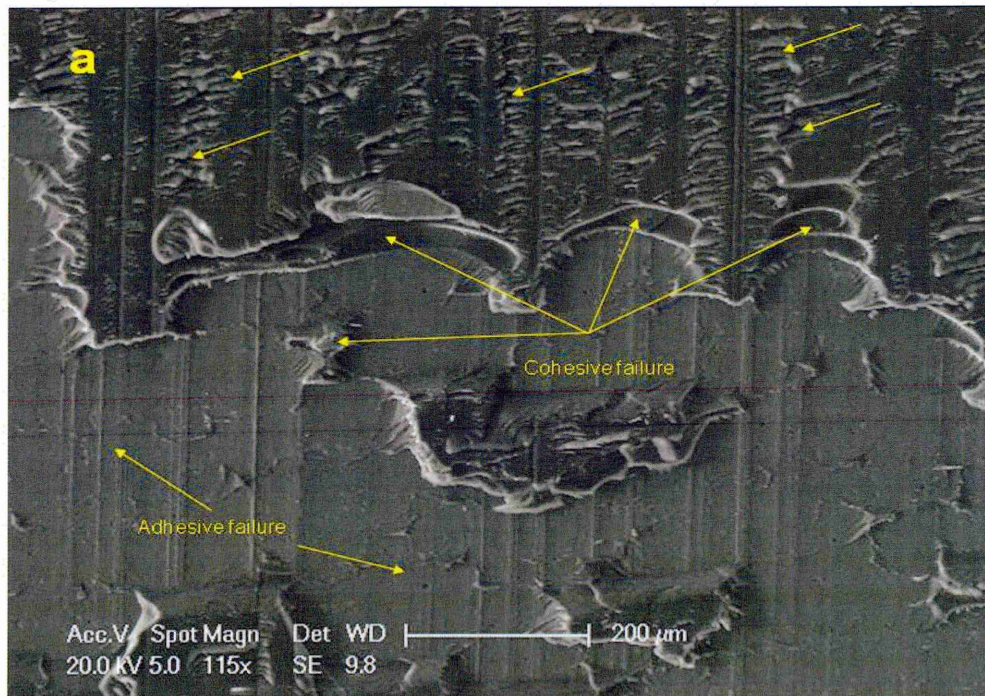 a
Cohesive failure
Adhesive failure
Acc.V Spot Magn Det WD 200 µm
20.0 kV 5.0 115x SE 9.8